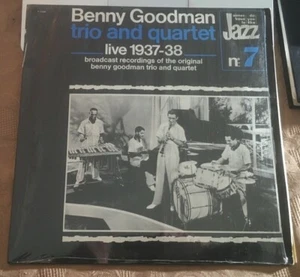 Benny Goodman
trio and quartet
live 1937-38
broadcast recordings of the original
benny goodman trio and quartet
Jazz
n° 7